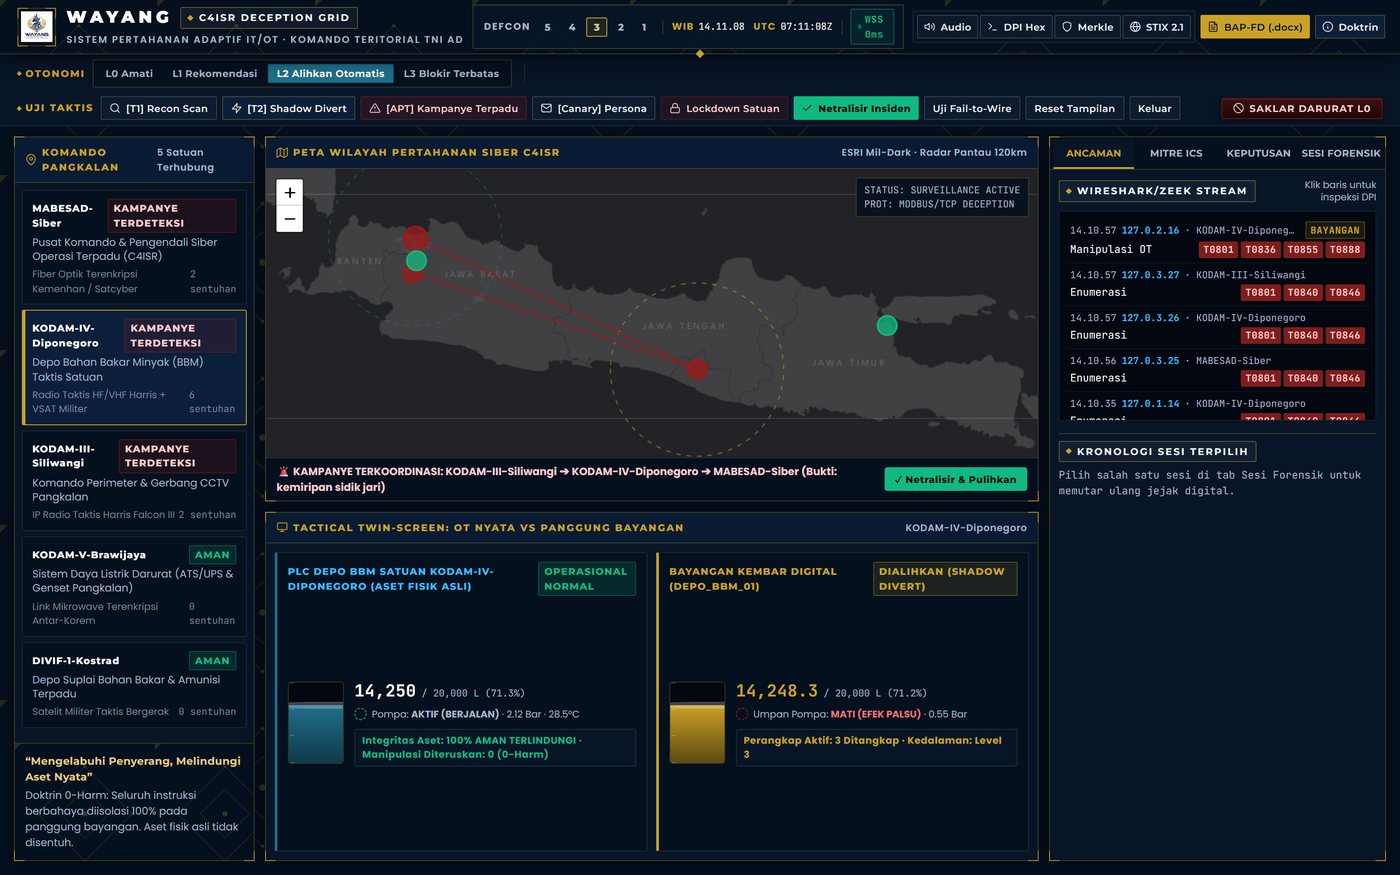 WAYANG
C4ISR DECEPTION GRID
SISTEM PERTAHANAN ADAPTIF IT/OT · KOMANDO TERITORIAL TNI AD
DEFCON 5 4 3 2 1
WIB 14.11.08 UTC 07:11:08Z
WSS
0ms
Audio
DPI Hex
Merkle
STIX 2.1
BAP-FD (.docx)
Doktrin
OTONOMI
L0 Amati
L1 Rekomendasi
L2 Alihkan Otomatis
L3 Blokir Terbatas
UJI TAKTIS
[T1] Recon Scan
[T2] Shadow Divert
[APT] Kampanye Terpadu
[Canary] Persona
Lockdown Satuan
Netralisir Insiden
Uji Fail-to-Wire
Reset Tampilan
Keluar
SAKLAR DARURAT L0
KOMANDO
PANGKALAN
5 Satuan
Terhubung
MABESAD-
Siber
KAMPANYE
TERDETEKSI
Pusat Komando & Pengendali Siber
Operasi Terpadu (C4ISR)
Fiber Optik Terenkripsi
Kemenhan / Satcyber
2
sentuhan
KODAM-IV-
Diponegoro
KAMPANYE
TERDETEKSI
Depo Bahan Bakar Minyak (BBM)
Taktis Satuan
Radio Taktis HF/VHF Harris +
VSAT Militer
6
sentuhan
KODAM-III-
Siliwangi
KAMPANYE
TERDETEKSI
Komando Perimeter & Gerbang CCTV
Pangkalan
IP Radio Taktis Harris Falcon III 2 sentuhan
KODAM-V-Brawijaya
AMAN
Sistem Daya Listrik Darurat (ATS/UPS &
Genset Pangkalan)
Link Mikrowave Terenkripsi
Antar-Korem
0
sentuhan
DIVIF-1-Kostrad
AMAN
Depo Suplai Bahan Bakar & Amunisi
Terpadu
Satelit Militer Taktis Bergerak 0 sentuhan
“Mengelabuhi Penyerang, Melindungi
Aset Nyata”
Doktrin 0-Harm: Seluruh instruksi
berbahaya diisolasi 100% pada
panggung bayangan. Aset fisik asli tidak
disentuh.
PETA WILAYAH PERTAHANAN SIBER C4ISR
ESRI Mil-Dark · Radar Pantau 120km
+
−
STATUS: SURVEILLANCE ACTIVE
PROT: MODBUS/TCP DECEPTION
BANTEN
JAWA BARAT
JAWA TENGAH
JAWA TIMUR
🚨 KAMPANYE TERKOORDINASI: KODAM-III-Siliwangi ➔ KODAM-IV-Diponegoro ➔ MABESAD-Siber (Bukti:
kemiripan sidik jari)
✓ Netralisir & Pulihkan
TACTICAL TWIN-SCREEN: OT NYATA VS PANGGUNG BAYANGAN
KODAM-IV-Diponegoro
PLC DEPO BBM SATUAN KODAM-IV-
DIPONEGORO (ASET FISIK ASLI)
OPERASIONAL
NORMAL
14,250 / 20,000 L (71.3%)
Pompa: AKTIF (BERJALAN) · 2.12 Bar · 28.5°C
Integritas Aset: 100% AMAN TERLINDUNGI ·
Manipulasi Diteruskan: 0 (0-Harm)
BAYANGAN KEMBAR DIGITAL
(DEPO_BBM_01)
DIALIHKAN (SHADOW
DIVERT)
14,248.3 / 20,000 L (71.2%)
Umpan Pompa: MATI (EFEK PALSU) · 0.55 Bar
Perangkap Aktif: 3 Ditangkap · Kedalaman: Level
3
ANCAMAN
MITRE ICS
KEPUTUSAN
SESI FORENSIK
WIRESHARK/ZEEK STREAM
Klik baris untuk
inspeksi DPI
14.10.57 127.0.2.16 · KODAM-IV-Diponeg… BAYANGAN
Manipulasi OT T0801 T0836 T0855 T0888
14.10.57 127.0.3.27 · KODAM-III-Siliwangi
Enumerasi T0801 T0840 T0846
14.10.57 127.0.3.26 · KODAM-IV-Diponegoro
Enumerasi T0801 T0840 T0846
14.10.56 127.0.3.25 · MABESAD-Siber
Enumerasi T0801 T0840 T0846
14.10.35 127.0.1.14 · KODAM-IV-Diponegoro
Enumerasi T0801 T0840 T0846
KRONOLOGI SESI TERPILIH
Pilih salah satu sesi di tab Sesi Forensik untuk
memutar ulang jejak digital.